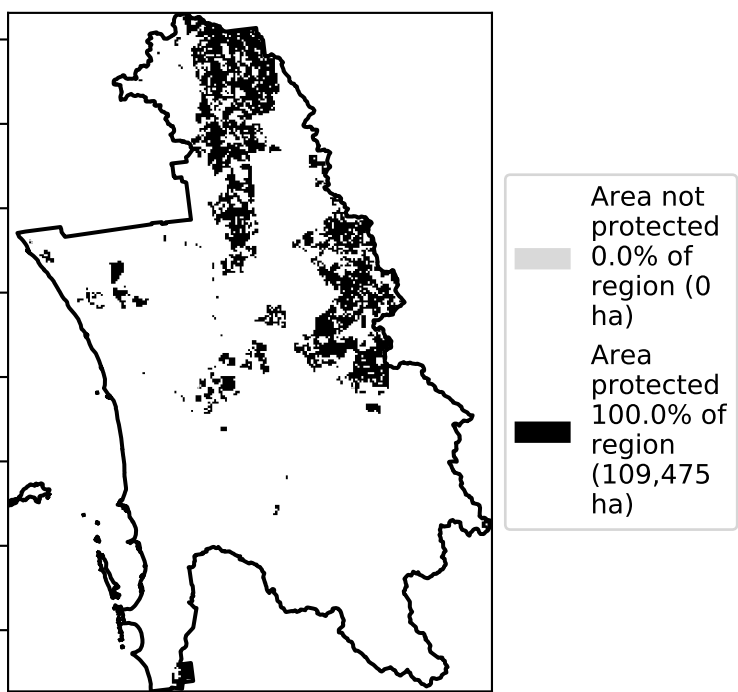 Area not
protected
0.0% of
region (0
ha)
Area
protected
100.0% of
region
(109,475
ha)